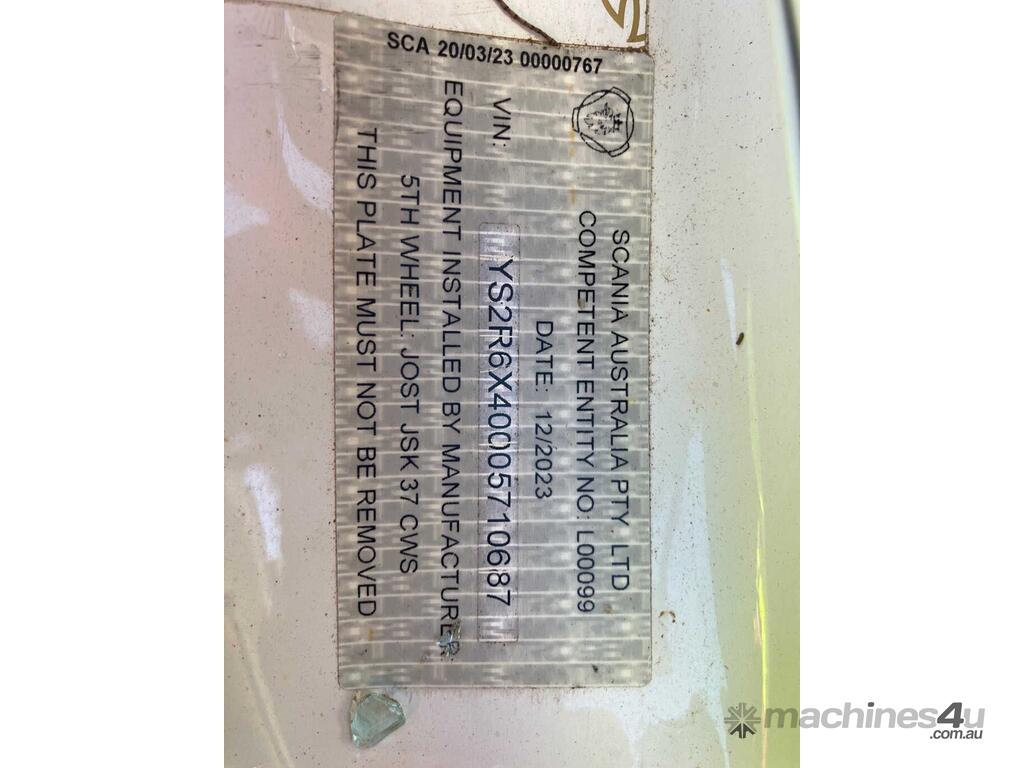 SCA 20/03/23 00000767
SCANIA AUSTRALIA PTY. LTD
COMPETENT ENTITY NO: L00099
DATE: 12/2023
VIN: YS2R6X40005710687
EQUIPMENT INSTALLED BY MANUFACTURER
5TH WHEEL: JOST JSK 37 CWS
THIS PLATE MUST NOT BE REMOVED
machines4u
.com.au